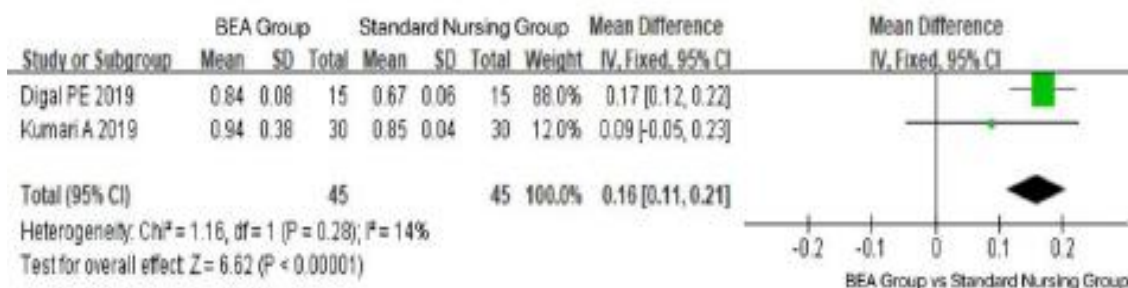 BEA Group Standard Nursing Group Mean Difference Mean Difference
Study or Subgroup Mean SD Total Mean SD Total Weight IV, Fixed, 95% CI IV, Fixed, 95% CI
Digal PE 2019 0.84 0.08 15 0.67 0.06 15 88.0% 0.17 [0.12, 0.22]
Kumari A 2019 0.94 0.38 30 0.85 0.04 30 12.0% 0.09 [-0.05, 0.23]
Total (95% CI) 45 45 100.0% 0.16 [0.11, 0.21]
Heterogeneity: Chi² = 1.16, df = 1 (P = 0.28); I² = 14%
Test for overall effect: Z = 6.62 (P < 0.00001)
-0.2 -0.1 0 0.1 0.2
BEA Group vs Standard Nursing Group